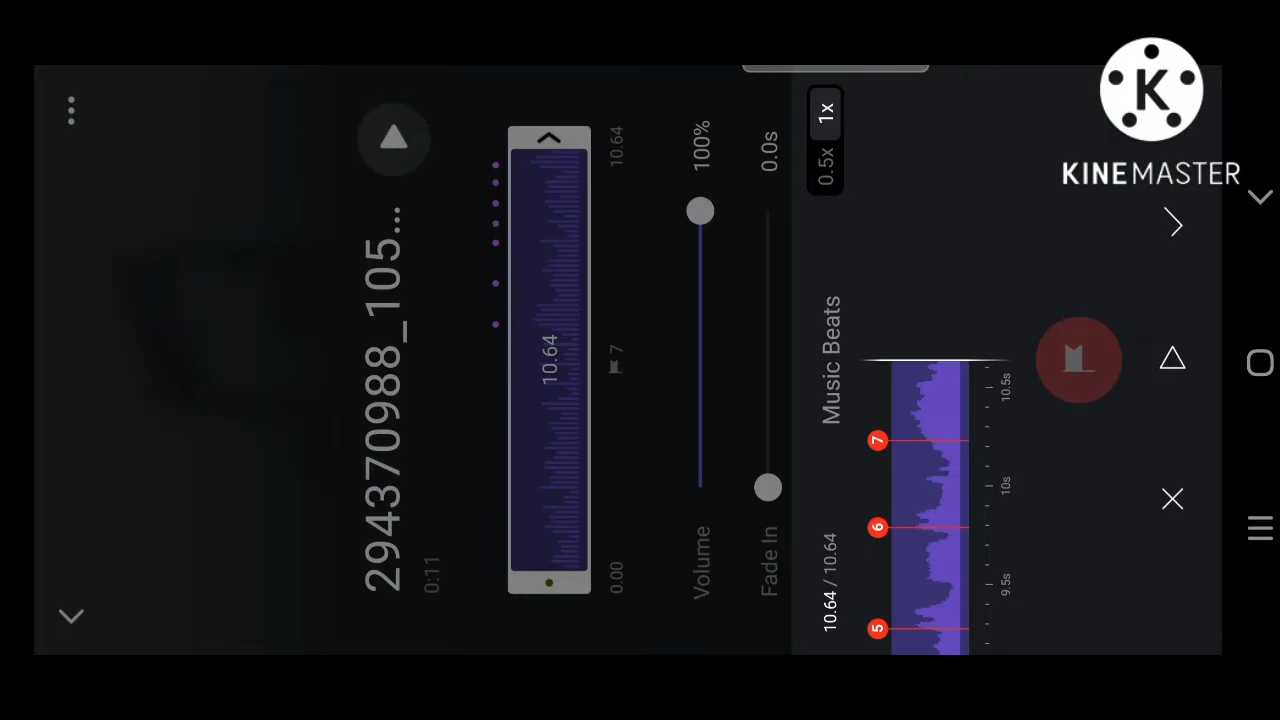 KINEMASTER
294370988_105...
0:11
10.64
0.00
7
10.64
Volume
100%
Fade In
0.0s
0.5x
1x
10.64 / 10.64
Music Beats
5
6
7
9.5s
10s
10.5s